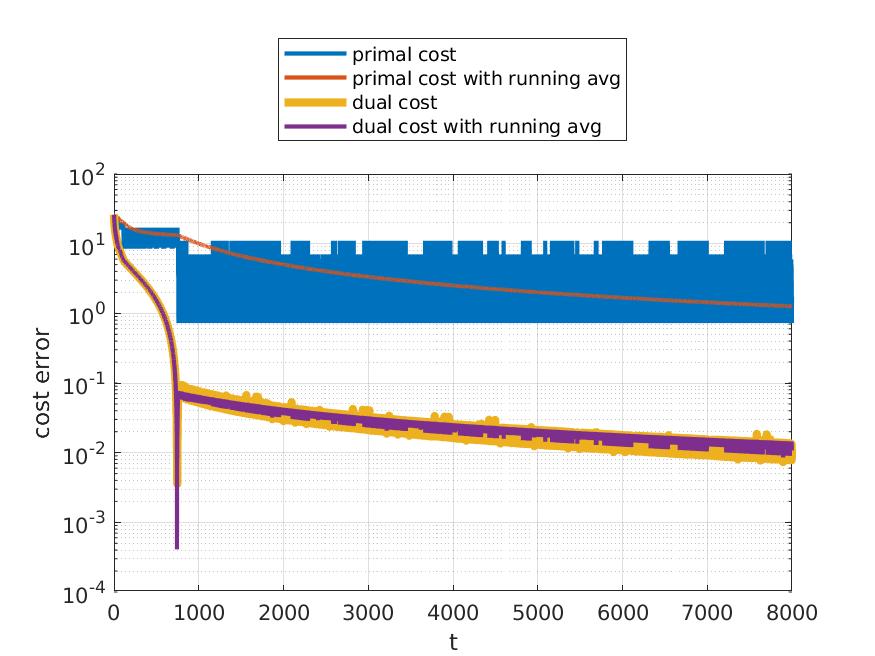 primal cost
primal cost with running avg
dual cost
dual cost with running avg
10^2
10^1
10^0
10^-1
10^-2
10^-3
10^-4
cost error
0 1000 2000 3000 4000 5000 6000 7000 8000
t